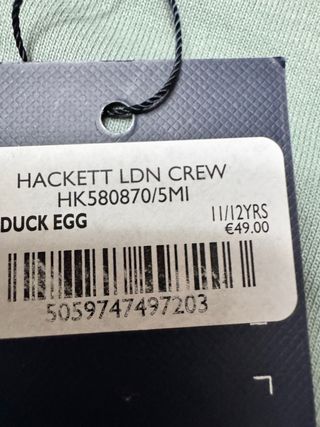 HACKETT LDN CREW
HK580870/5MI
DUCK EGG 11/12YRS
€49.00
5059747497203